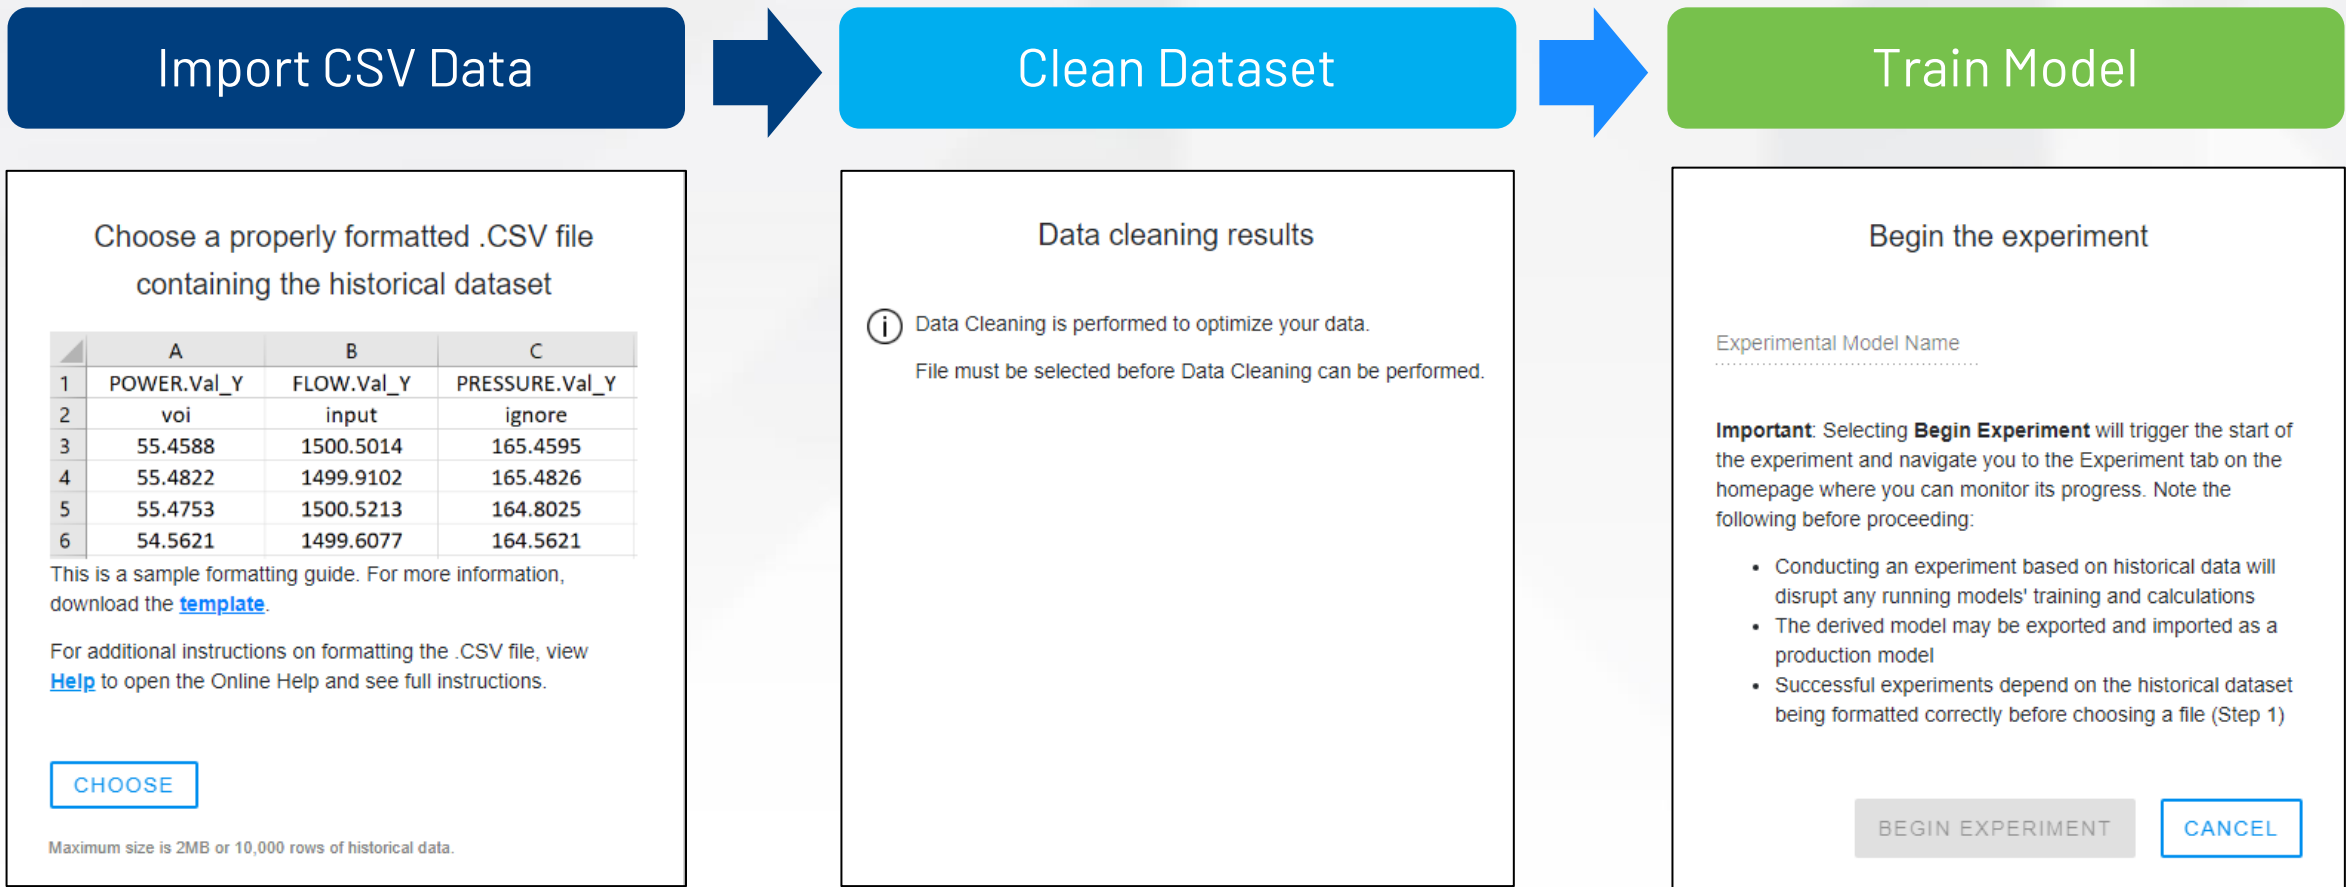 Import CSV Data
Clean Dataset
Train Model
Choose a properly formatted .CSV file
containing the historical dataset
A B C
1 POWER.Val_Y FLOW.Val_Y PRESSURE.Val_Y
2 voi input ignore
3 55.4588 1500.5014 165.4595
4 55.4822 1499.9102 165.4826
5 55.4753 1500.5213 164.8025
6 54.5621 1499.6077 164.5621
This is a sample formatting guide. For more information,
download the template.
For additional instructions on formatting the .CSV file, view
Help to open the Online Help and see full instructions.
CHOOSE
Maximum size is 2MB or 10,000 rows of historical data.
Data cleaning results
Data Cleaning is performed to optimize your data.
File must be selected before Data Cleaning can be performed.
Begin the experiment
Experimental Model Name
Important: Selecting Begin Experiment will trigger the start of
the experiment and navigate you to the Experiment tab on the
homepage where you can monitor its progress. Note the
following before proceeding:
• Conducting an experiment based on historical data will
disrupt any running models' training and calculations
• The derived model may be exported and imported as a
production model
• Successful experiments depend on the historical dataset
being formatted correctly before choosing a file (Step 1)
BEGIN EXPERIMENT
CANCEL